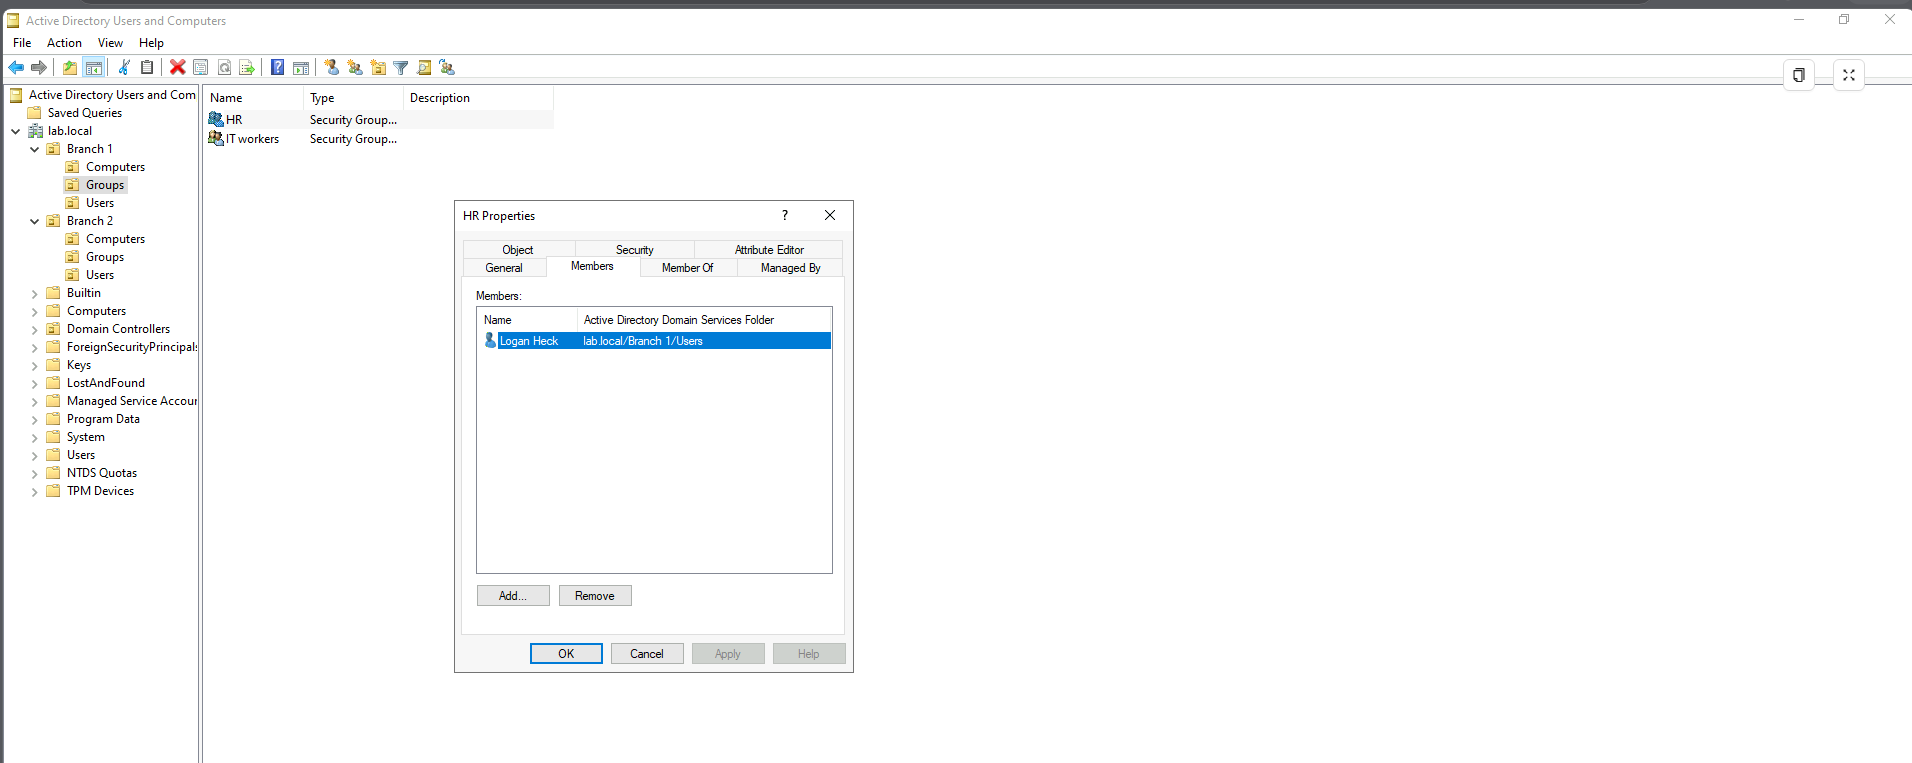 Active Directory Users and Computers
File Action View Help
Active Directory Users and Com
Saved Queries
lab.local
Branch 1
Computers
Groups
Users
Branch 2
Computers
Groups
Users
Builtin
Computers
Domain Controllers
ForeignSecurityPrincipals
Keys
LostAndFound
Managed Service Accour
Program Data
System
Users
NTDS Quotas
TPM Devices
Name Type Description
HR Security Group...
IT workers Security Group...
HR Properties ?
Object Security Attribute Editor
General Members Member Of Managed By
Members:
Name Active Directory Domain Services Folder
Logan Heck lab.local/Branch 1/Users
Add... Remove
OK Cancel Apply Help